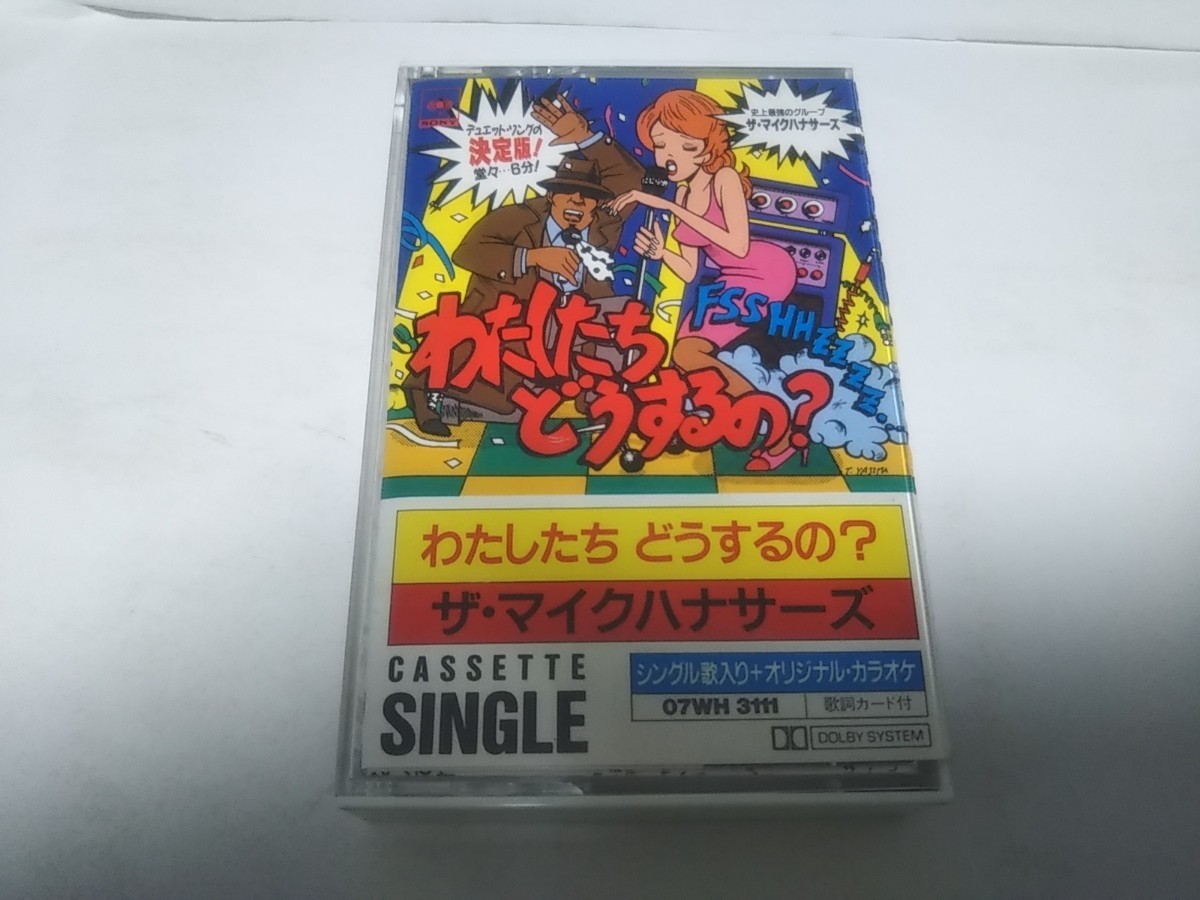 SONY
デュエット・ソングの
決定版!
堂々…6分!
史上最強のグループ
ザ・マイクハナサーズ
FSSHHZZZZZ..
わたしたち
どうするの?
T. YAJIMA
わたしたち どうするの?
ザ・マイクハナサーズ
CASSETTE
SINGLE
シングル歌入り+オリジナル・カラオケ
07WH 3111
歌詞カード付
DOLBY SYSTEM